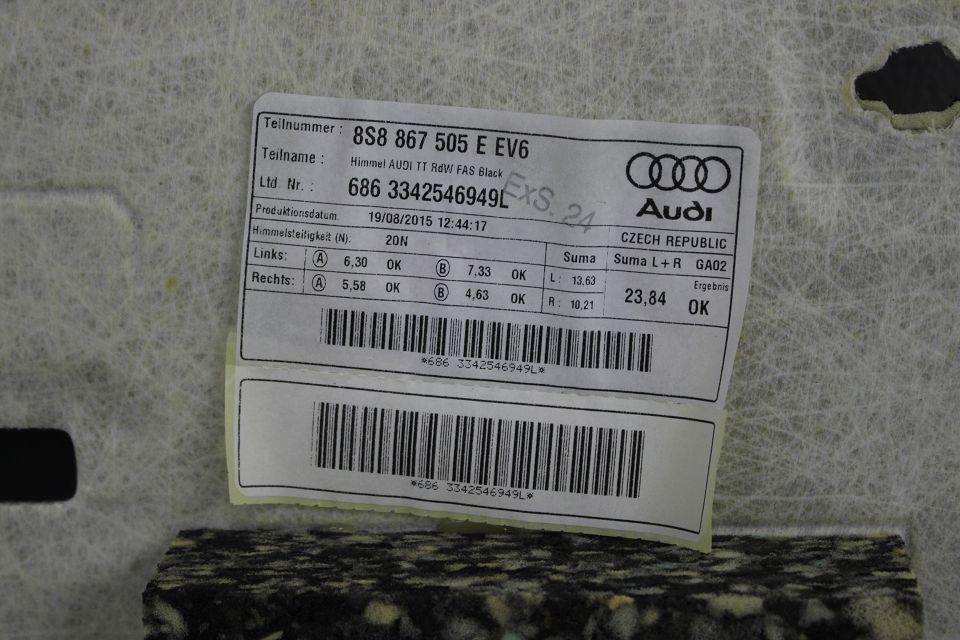 Teilnummer : 8S8 867 505 E EV6
Teilname : Himmel AUDI TT RdW FAS Black
Ltd Nr. : 686 3342546949L
ExS. 24
Audi
CZECH REPUBLIC
Produktionsdatum. 19/08/2015 12:44:17
Himmelsteitigkeit (N): 20N
Suma Suma L+R GA02
Links: A 6,30 OK B 7,33 OK L: 13,63 Ergebnis
Rechts: A 5,58 OK B 4,63 OK R: 10,21 23,84 OK
*686 3342546949L*
*686 3342546949L*